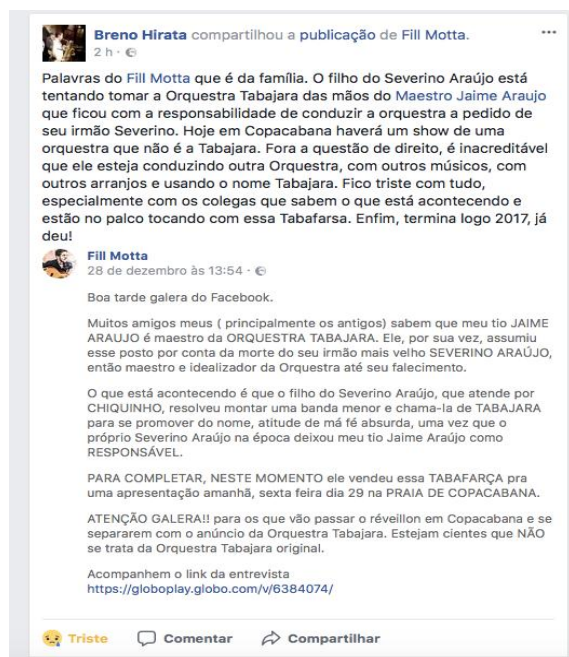 Breno Hirata compartilhou a publicação de Fill Motta.
2 h ·
Palavras do Fill Motta que é da família. O filho do Severino Araújo está
tentando tomar a Orquestra Tabajara das mãos do Maestro Jaime Araujo
que ficou com a responsabilidade de conduzir a orquestra a pedido de
seu irmão Severino. Hoje em Copacabana haverá um show de uma
orquestra que não é a Tabajara. Fora a questão de direito, é inacreditável
que ele esteja conduzindo outra Orquestra, com outros músicos, com
outros arranjos e usando o nome Tabajara. Fico triste com tudo,
especialmente com os colegas que sabem o que está acontecendo e
estão no palco tocando com essa Tabafarsa. Enfim, termina logo 2017, já
deu!
Fill Motta
28 de dezembro às 13:54 ·
Boa tarde galera do Facebook.
Muitos amigos meus ( principalmente os antigos) sabem que meu tio JAIME
ARAUJO é maestro da ORQUESTRA TABAJARA. Ele, por sua vez, assumiu
esse posto por conta da morte do seu irmão mais velho SEVERINO ARAÚJO,
então maestro e idealizador da Orquestra até seu falecimento.
O que está acontecendo é que o filho do Severino Araújo, que atende por
CHIQUINHO, resolveu montar uma banda menor e chama-la de TABAJARA
para se promover do nome, atitude de má fé absurda, uma vez que o
próprio Severino Araújo na época deixou meu tio Jaime Araújo como
RESPONSÁVEL.
PARA COMPLETAR, NESTE MOMENTO ele vendeu essa TABAFARÇA pra
uma apresentação amanhã, sexta feira dia 29 na PRAIA DE COPACABANA.
ATENÇÃO GALERA!! para os que vão passar o réveillon em Copacabana e se
separarem com o anúncio da Orquestra Tabajara. Estejam cientes que NÃO
se trata da Orquestra Tabajara original.
Acompanhem o link da entrevista
https://globoplay.globo.com/v/6384074/
Triste Comentar Compartilhar